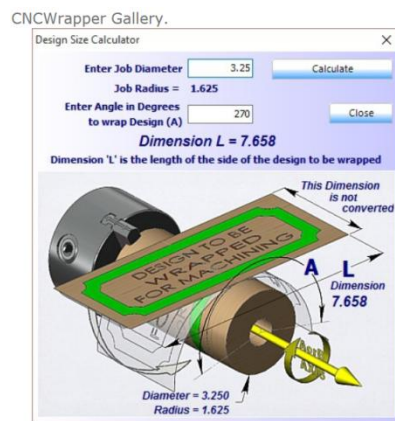 CNCWrapper Gallery.
Design Size Calculator
Enter Job Diameter 3.25 Calculate
Job Radius = 1.625
Enter Angle in Degrees
to wrap Design (A) 270 Close
Dimension L = 7.658
Dimension 'L' is the length of the side of the design to be wrapped
This Dimension
is not
converted
DESIGN TO BE
WRAPPED
FOR MACHINING
A L
Dimension
7.658
Axis
Diameter = 3.250
Radius = 1.625